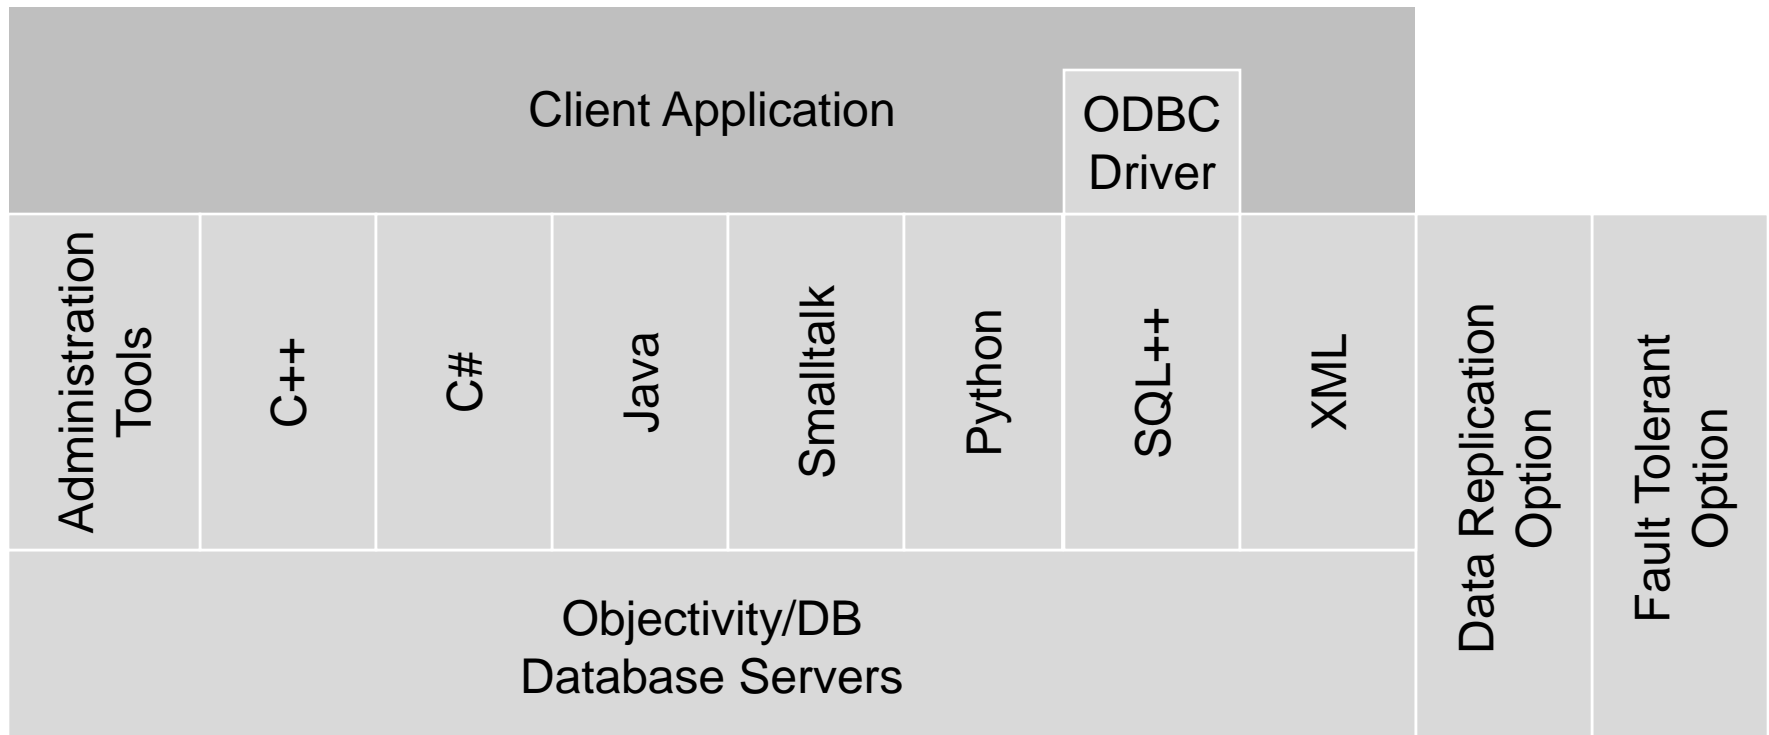 Client Application
ODBC
Driver
Administration
Tools
C++
C#
Java
Smalltalk
Python
SQL++
XML
Data Replication
Option
Fault Tolerant
Option
Objectivity/DB
Database Servers